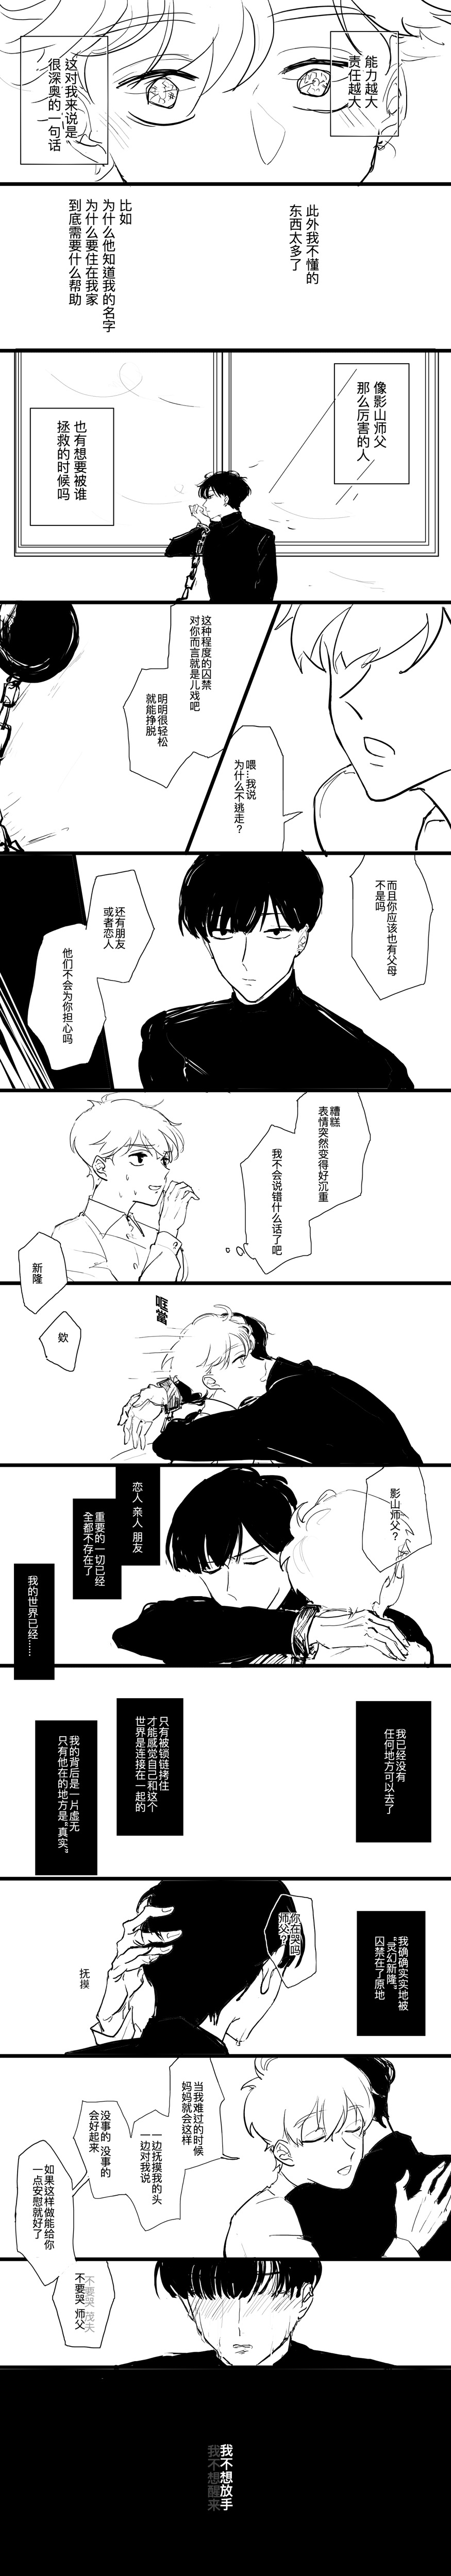 能力越大
责任越大
这对我来说是
很深奥的一句话
此外我不懂的
东西太多了
比如
为什么他知道我的名字
为什么要住在我家
到底需要什么帮助
像影山师父
那么厉害的人
也有想要被谁
拯救的时候吗
喂...我说
为什么不逃走？
这种程度的囚禁
对你而言就是儿戏吧
明明很轻松
就能挣脱
而且你应该也有父母
不是吗
还有朋友
或者恋人
他们不会为你担心吗
糟糕
表情突然变得好沉重
我不会说错什么话了吧
新隆
欸
哐當
影山师父？
恋人 亲人 朋友
重要的一切已经
全都不存在了
我的世界已经……
我已经没有
任何地方可以去了
只有被锁链拷住
才能感觉自己和这个
世界是连接在一起的
我的背后是一片虚无
只有他在的地方是“真实”
我确确实实地被
“灵幻新隆”
囚禁在了原地
你在哭吗
师父？
抚摸
当我难过的时候
妈妈就会这样
一边抚摸我的头
一边对我说
没事的 没事的
会好起来
如果这样做能给你
一点安慰就好了
不要哭 茂夫
不要哭 师父
我不想放手
我不想醒来